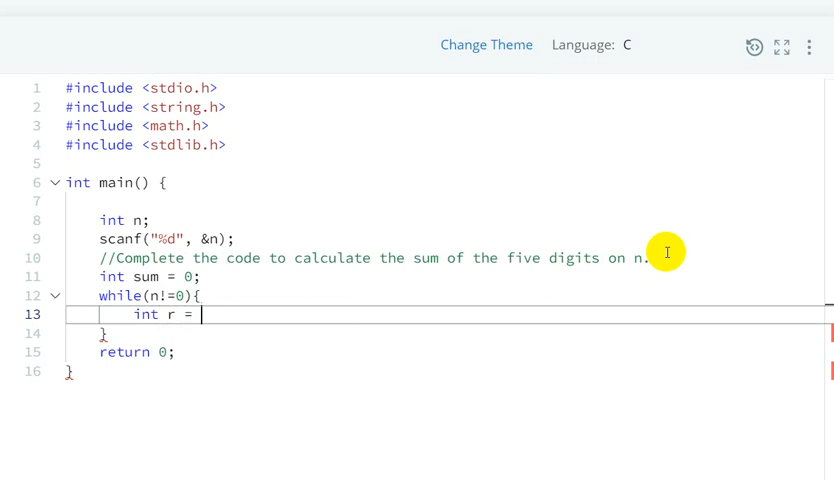 Change Theme Language: C
1 #include <stdio.h>
2 #include <string.h>
3 #include <math.h>
4 #include <stdlib.h>
5
6 int main() {
7
8 int n;
9 scanf("%d", &n);
10 //Complete the code to calculate the sum of the five digits on n.
11 int sum = 0;
12 while(n!=0){
13 int r =
14 }
15 return 0;
16 }